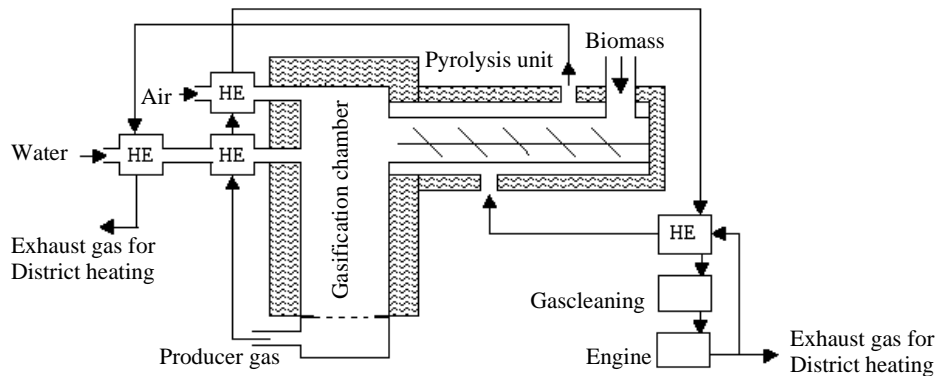 Biomass
Pyrolysis unit
Air
HE
Water
HE
HE
Gasification chamber
Exhaust gas for
District heating
HE
Gascleaning
Producer gas
Engine
Exhaust gas for
District heating